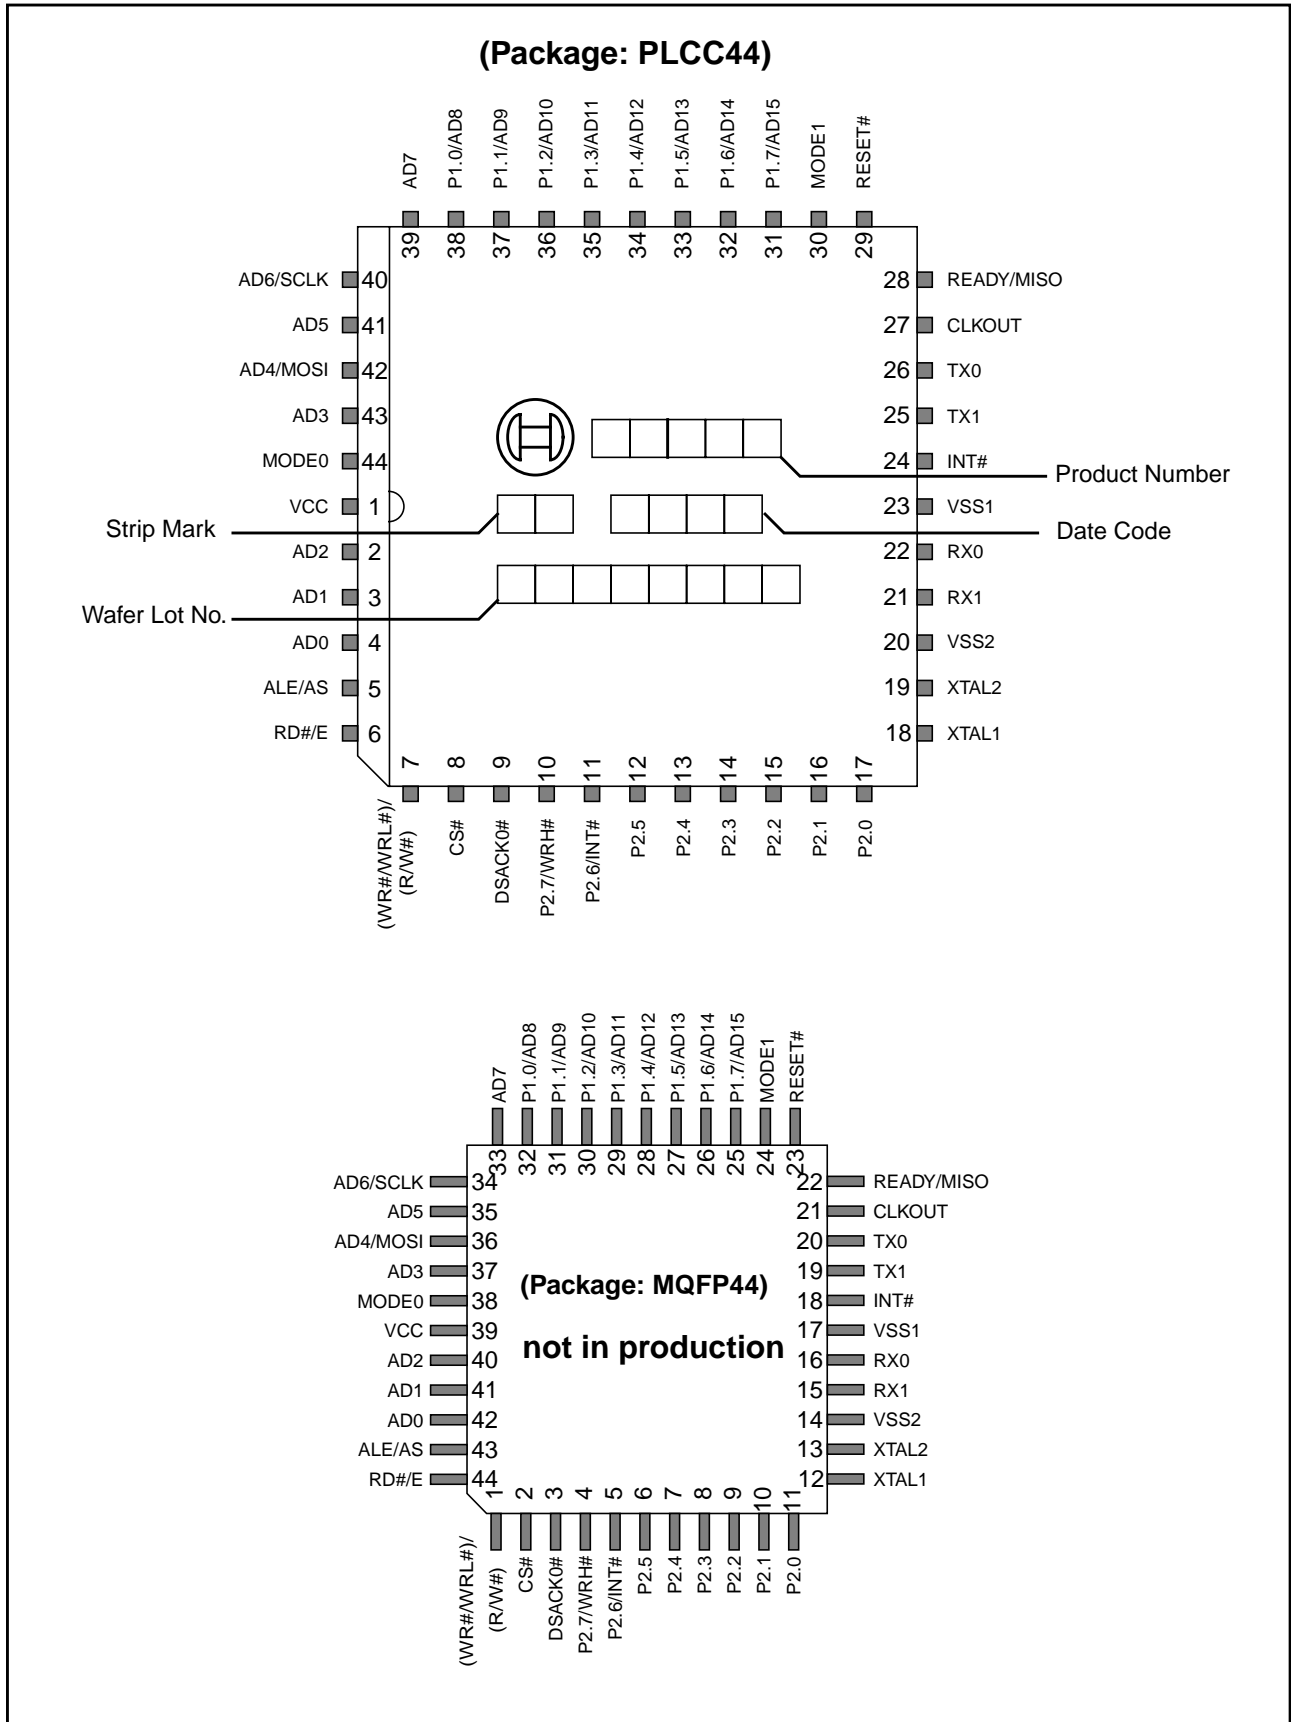 (Package: PLCC44)
AD7
P1.0/AD8
P1.1/AD9
P1.2/AD10
P1.3/AD11
P1.4/AD12
P1.5/AD13
P1.6/AD14
P1.7/AD15
MODE1
RESET#
39 38 37 36 35 34 33 32 31 30 29
AD6/SCLK 40
AD5 41
AD4/MOSI 42
AD3 43
MODE0 44
VCC 1
AD2 2
AD1 3
AD0 4
ALE/AS 5
RD#/E 6
28 READY/MISO
27 CLKOUT
26 TX0
25 TX1
24 INT#
23 VSS1
22 RX0
21 RX1
20 VSS2
19 XTAL2
18 XTAL1
Product Number
Strip Mark
Date Code
Wafer Lot No.
7 8 9 10 11 12 13 14 15 16 17
(WR#/WRL#)/
(R/W#)
CS#
DSACK0#
P2.7/WRH#
P2.6/INT#
P2.5
P2.4
P2.3
P2.2
P2.1
P2.0
AD7
P1.0/AD8
P1.1/AD9
P1.2/AD10
P1.3/AD11
P1.4/AD12
P1.5/AD13
P1.6/AD14
P1.7/AD15
MODE1
RESET#
33 32 31 30 29 28 27 26 25 24 23
AD6/SCLK 34
AD5 35
AD4/MOSI 36
AD3 37
MODE0 38
VCC 39
AD2 40
AD1 41
AD0 42
ALE/AS 43
RD#/E 44
(Package: MQFP44)
not in production
22 READY/MISO
21 CLKOUT
20 TX0
19 TX1
18 INT#
17 VSS1
16 RX0
15 RX1
14 VSS2
13 XTAL2
12 XTAL1
1 2 3 4 5 6 7 8 9 10 11
(WR#/WRL#)/
(R/W#)
CS#
DSACK0#
P2.7/WRH#
P2.6/INT#
P2.5
P2.4
P2.3
P2.2
P2.1
P2.0